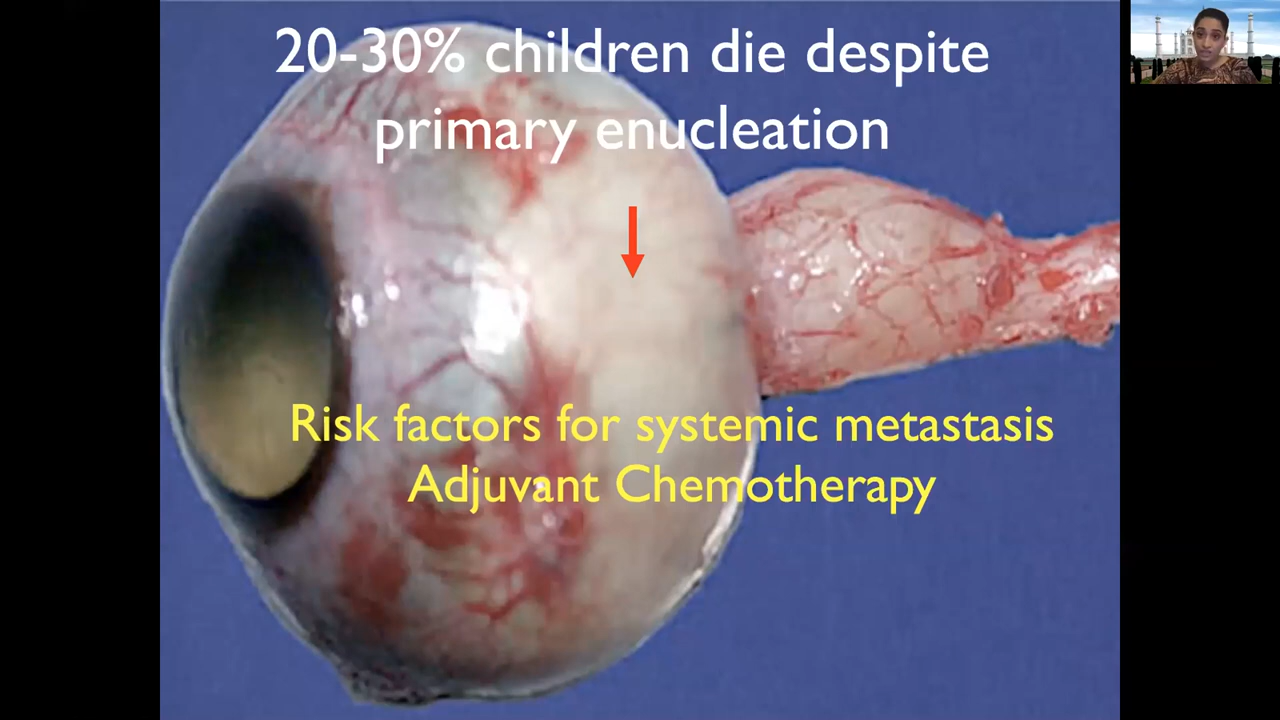 20-30% children die despite
primary enucleation
Risk factors for systemic metastasis
Adjuvant Chemotherapy